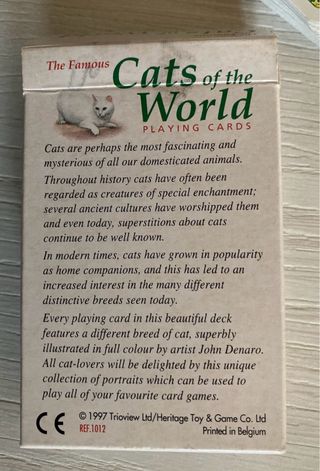 The Famous
Cats of the
World
PLAYING CARDS
Cats are perhaps the most fascinating and
mysterious of all our domesticated animals.
Throughout history cats have often been
regarded as creatures of special enchantment;
several ancient cultures have worshipped them
and even today, superstitions about cats
continue to be well known.
In modern times, cats have grown in popularity
as home companions, and this has led to an
increased interest in the many different
distinctive breeds seen today.
Every playing card in this beautiful deck
features a different breed of cat, superbly
illustrated in full colour by artist John Denaro.
All cat-lovers will be delighted by this unique
collection of portraits which can be used to
play all of your favourite card games.
CE © 1997 Trioview Ltd/Heritage Toy & Game Co. Ltd
REF.1012 Printed in Belgium